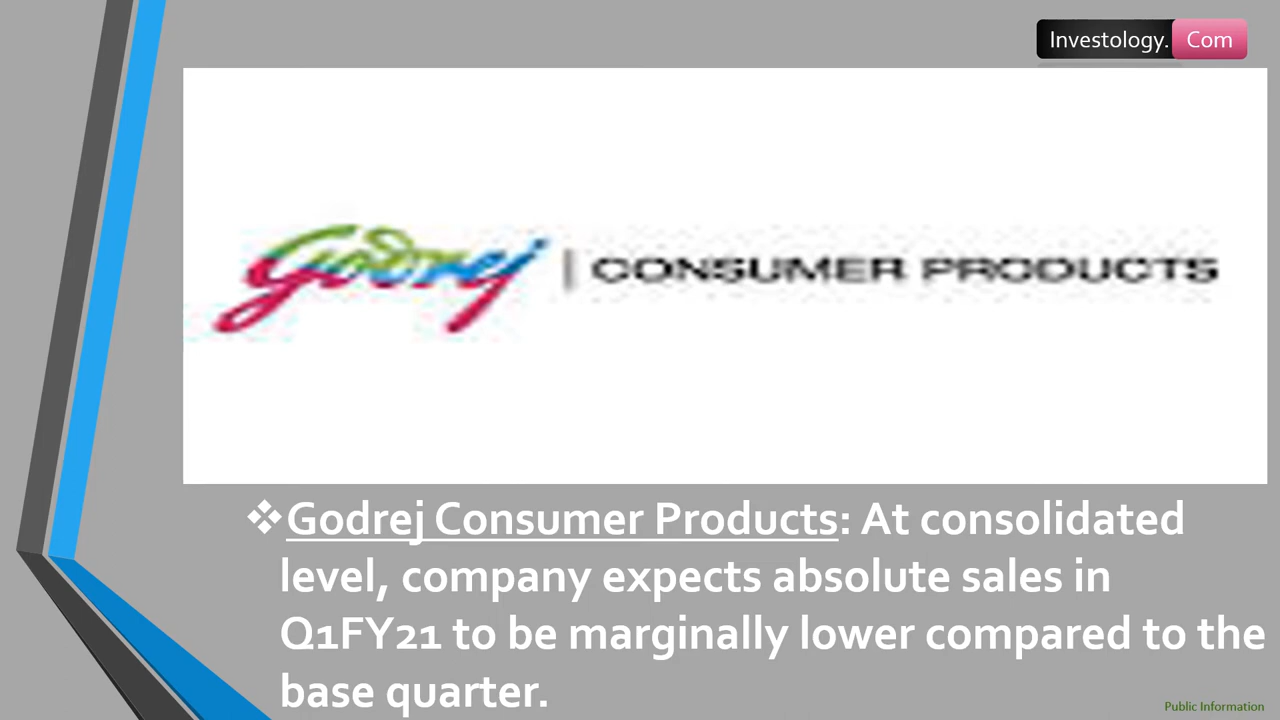 Investology. Com
Godrej | CONSUMER PRODUCTS
❖Godrej Consumer Products: At consolidated
level, company expects absolute sales in
Q1FY21 to be marginally lower compared to the
base quarter.
Public Information